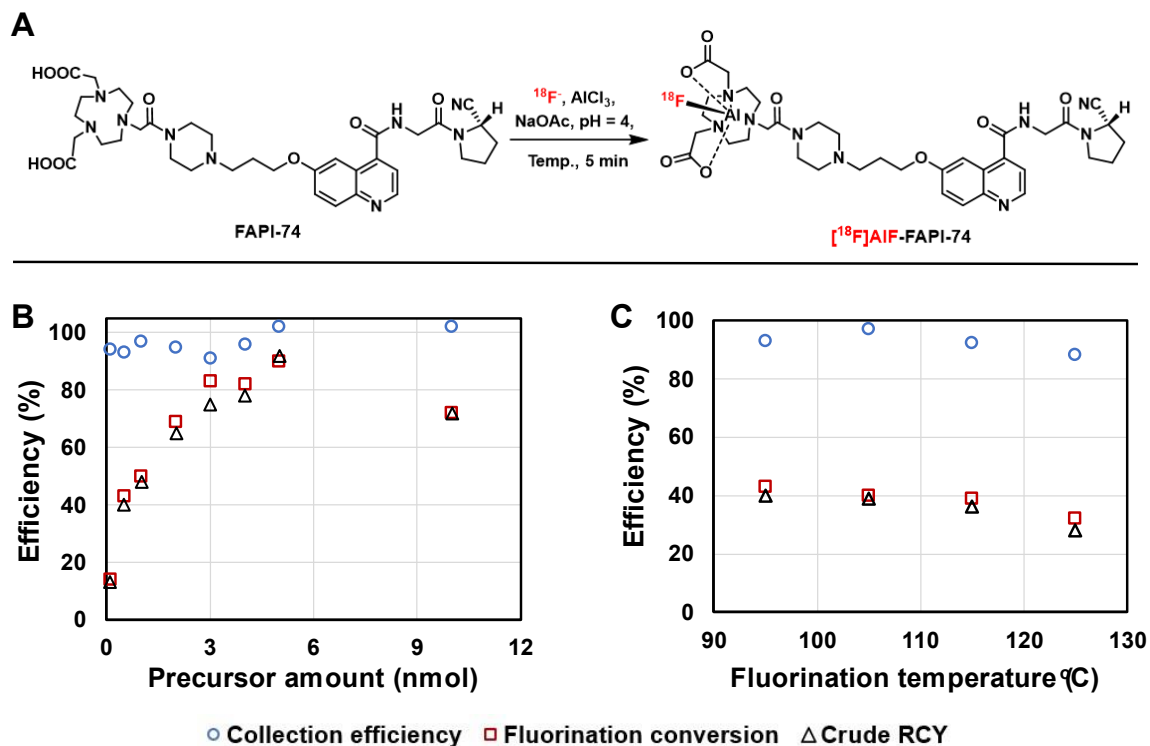 A
HOOC
N
N
N
HOOC
O
N
N
O
O
H
N
O
N
NC
H
N
FAPI-74
¹⁸F⁻, AlCl₃,
NaOAc, pH = 4,
Temp., 5 min
O
O
¹⁸F
N
Al
N
N
O
O
O
N
N
O
O
H
N
O
N
NC
H
N
[¹⁸F]AlF-FAPI-74
B
Efficiency (%)
100
80
60
40
20
0
0 3 6 9 12
Precursor amount (nmol)
C
Efficiency (%)
100
80
60
40
20
0
90 100 110 120 130
Fluorination temperature (°C)
Collection efficiency Fluorination conversion Crude RCY